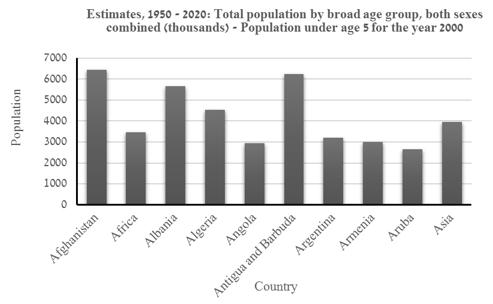 Estimates, 1950 - 2020: Total population by broad age group, both sexes
combined (thousands) - Population under age 5 for the year 2000
Population
7000
6000
5000
4000
3000
2000
1000
0
Afghanistan
Africa
Albania
Algeria
Angola
Antigua and Barbuda
Argentina
Armenia
Aruba
Asia
Country